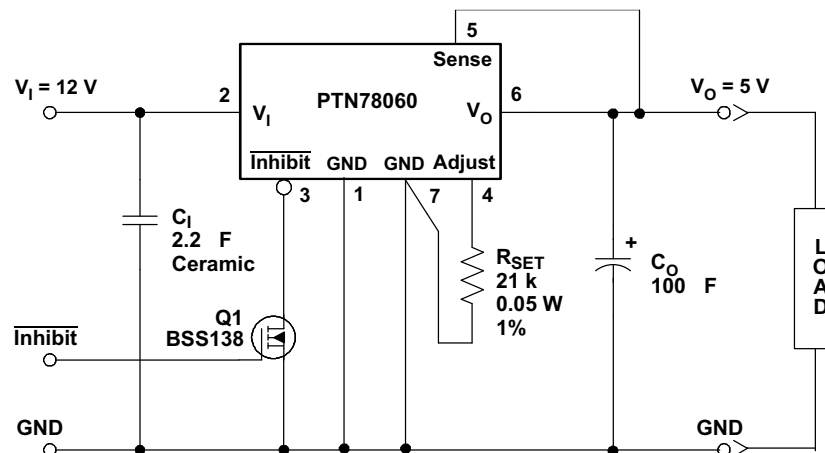 5
Sense
V_I = 12 V
2
V_I
PTN78060
V_O
6
V_O = 5 V
Inhibit
GND
GND
Adjust
3
1
7
4
C_I
2.2 F
Ceramic
R_SET
21 k
0.05 W
1%
+
C_O
100 F
LOAD
Q1
BSS138
Inhibit
GND
GND